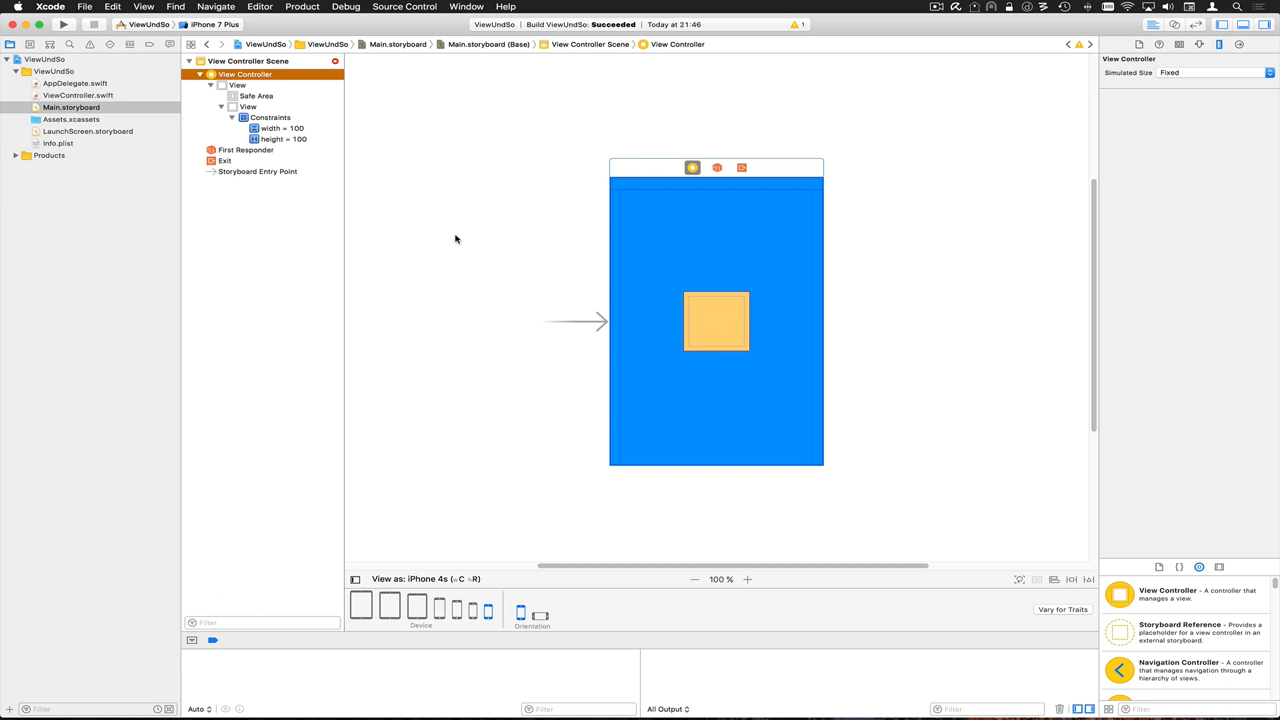 Xcode File Edit View Find Navigate Editor Product Debug Source Control Window Help
ViewUndSo iPhone 7 Plus
ViewUndSo Build ViewUndSo: Succeeded Today at 21:46 1
ViewUndSo ViewUndSo Main.storyboard Main.storyboard (Base) View Controller Scene View Controller
ViewUndSo
ViewUndSo
AppDelegate.swift
ViewController.swift
Main.storyboard
Assets.xcassets
LaunchScreen.storyboard
Info.plist
Products
View Controller Scene
View Controller
View
Safe Area
View
Constraints
width = 100
height = 100
First Responder
Exit
Storyboard Entry Point
Filter
View as: iPhone 4s (wC hR)
100 %
Device
Orientation
Vary for Traits
Auto
Filter
All Output
Filter
Filter
View Controller
Simulated Size Fixed
View Controller - A controller that
manages a view.
Storyboard Reference - Provides a
placeholder for a view controller in an
external storyboard.
Navigation Controller - A controller
that manages navigation through a
hierarchy of views.
Filter